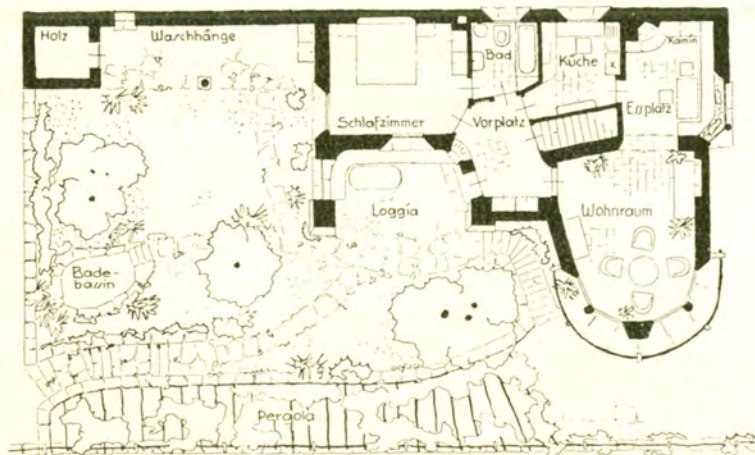 Holz
Waschhänge
Bad
Küche
Kamin
K
Schlafzimmer
Vorplatz
Essplatz
Loggia
Wohnraum
Bade-
bassin
Pergola